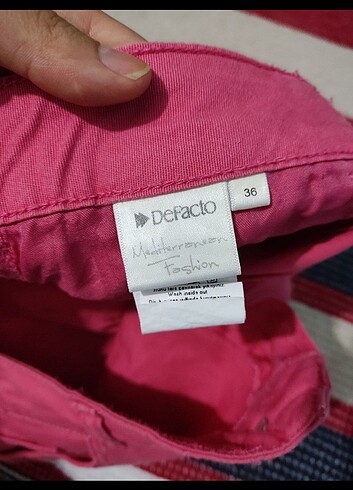 DeFacto
36
Mediterranean
Fashion
Wash inside out